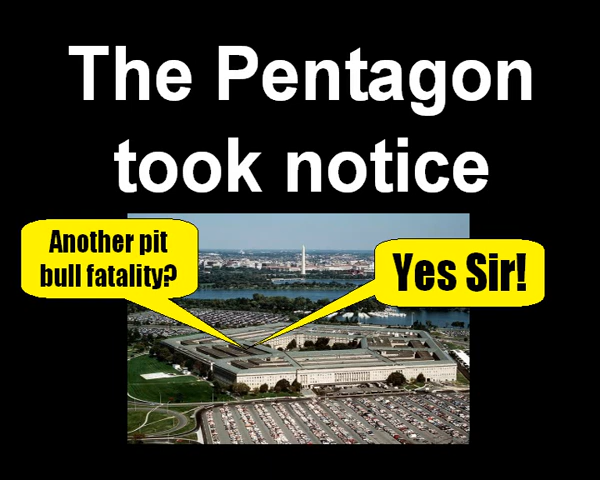 The Pentagon
took notice
Another pit
bull fatality?
Yes Sir!